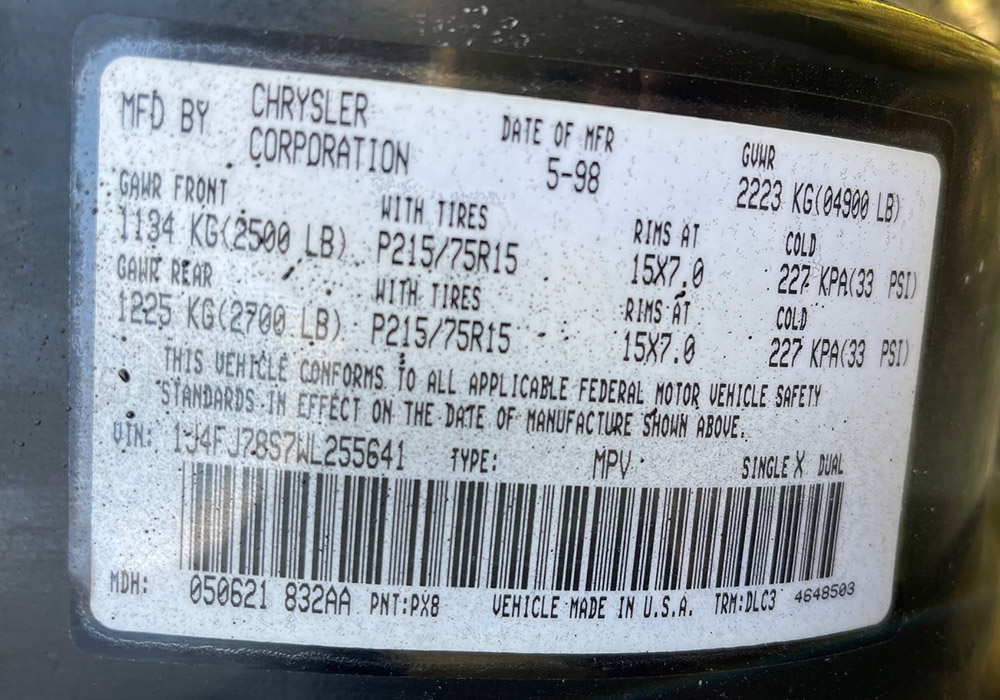 MFD BY CHRYSLER CORPORATION DATE OF MFR 5-98 GVWR 2223 KG(04900 LB)
GAWR FRONT WITH TIRES RIMS AT COLD
1134 KG(2500 LB) P215/75R15 15X7.0 227 KPA(33 PSI)
GAWR REAR WITH TIRES RIMS AT COLD
1225 KG(2700 LB) P215/75R15 15X7.0 227 KPA(33 PSI)
THIS VEHICLE CONFORMS TO ALL APPLICABLE FEDERAL MOTOR VEHICLE SAFETY
STANDARDS IN EFFECT ON THE DATE OF MANUFACTURE SHOWN ABOVE.
VIN: 1J4FJ78S7WL255641 TYPE: MPV SINGLE X DUAL
MDH: 050621 832AA PNT:PX8 VEHICLE MADE IN U.S.A. TRM:DLC3 4648503